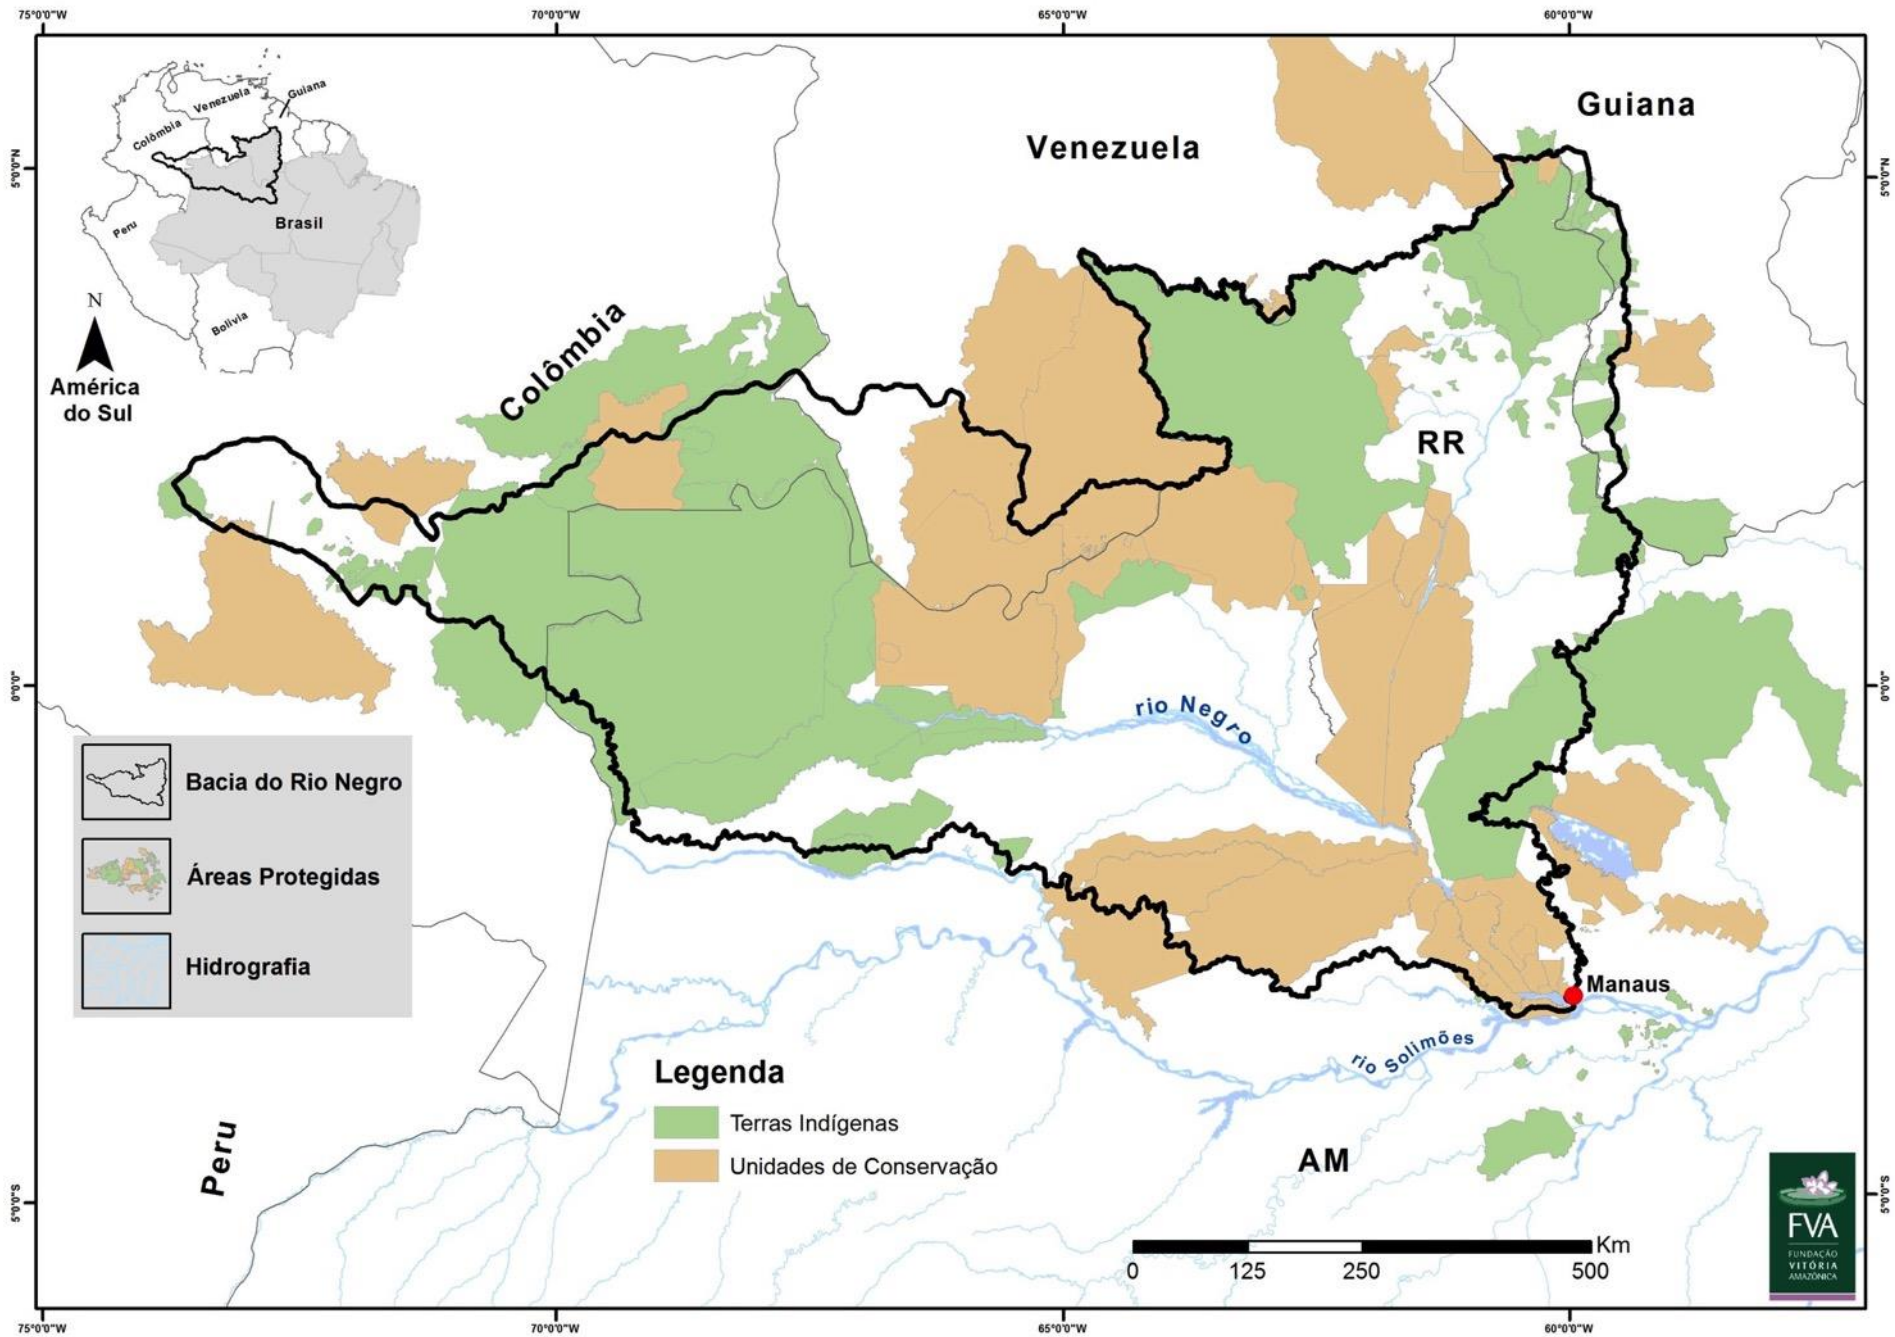 75°0'0"W
70°0'0"W
65°0'0"W
60°0'0"W
5°0'0"N
5°0'0"N
Venezuela
Guiana
Colômbia
Peru
Brasil
Bolívia
N
América
do Sul
Venezuela
Guiana
Colômbia
RR
0°0'0"
0°0'0"
rio Negro
Bacia do Rio Negro
Áreas Protegidas
Hidrografia
Manaus
rio Solimões
Legenda
Terras Indígenas
Unidades de Conservação
Peru
AM
5°0'0"S
5°0'0"S
Km
0
125
250
500
FVA
FUNDAÇÃO
VITÓRIA
AMAZÔNICA
75°0'0"W
70°0'0"W
65°0'0"W
60°0'0"W